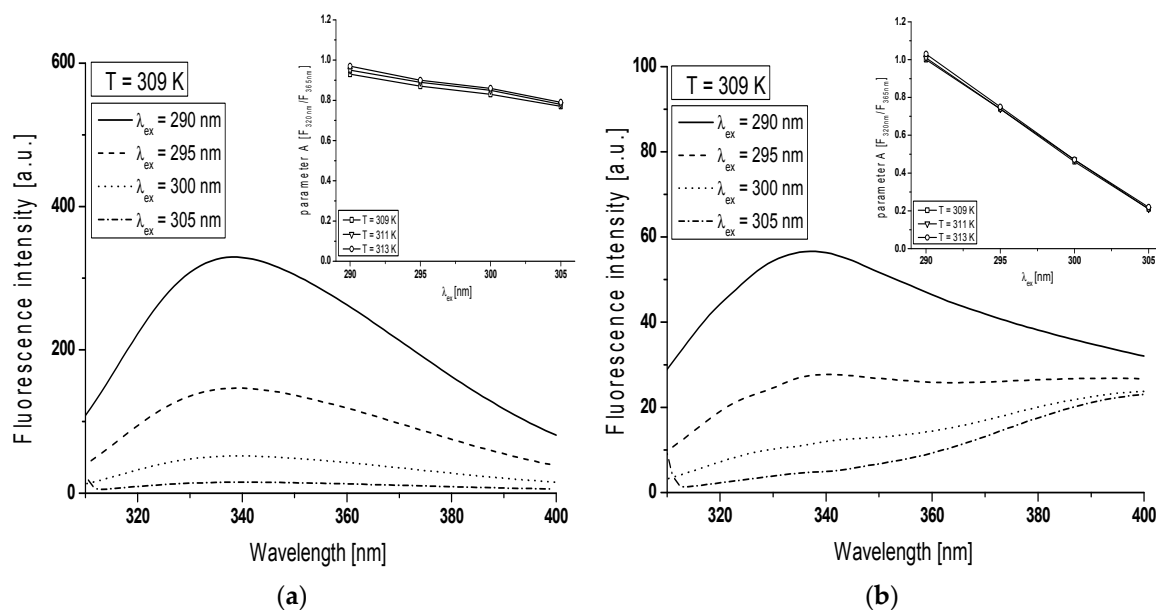 600
400
200
0
Fluorescence intensity [a.u.]
T = 309 K
λex = 290 nm
λex = 295 nm
λex = 300 nm
λex = 305 nm
320 340 360 380 400
Wavelength [nm]
1.2
1.0
0.8
0.6
0.4
0.2
0.0
parameter A [F320nm/F365nm]
T = 309 K
T = 311 K
T = 313 K
290 295 300 305
λex [nm]
(a)
100
80
60
40
20
0
Fluorescence intensity [a.u.]
T = 309 K
λex = 290 nm
λex = 295 nm
λex = 300 nm
λex = 305 nm
320 340 360 380 400
Wavelength [nm]
1.2
1.0
0.8
0.6
0.4
0.2
0.0
parameter A [F320nm/F365nm]
T = 309 K
T = 311 K
T = 313 K
290 295 300 305
λex [nm]
(b)